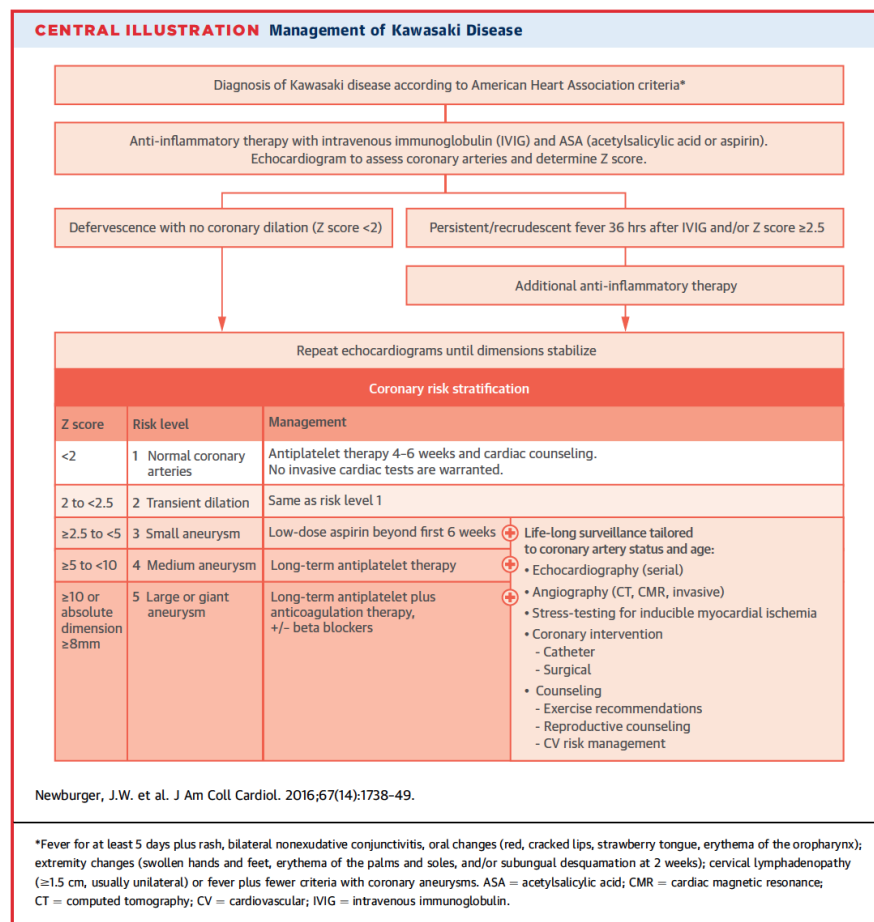 CENTRAL ILLUSTRATION Management of Kawasaki Disease
Diagnosis of Kawasaki disease according to American Heart Association criteria*
Anti-inflammatory therapy with intravenous immunoglobulin (IVIG) and ASA (acetylsalicylic acid or aspirin).
Echocardiogram to assess coronary arteries and determine Z score.
Defervescence with no coronary dilation (Z score <2)
Persistent/recrudescent fever 36 hrs after IVIG and/or Z score ≥2.5
Additional anti-inflammatory therapy
Repeat echocardiograms until dimensions stabilize
Coronary risk stratification
Z score
Risk level
Management
<2
1 Normal coronary
arteries
Antiplatelet therapy 4–6 weeks and cardiac counseling.
No invasive cardiac tests are warranted.
2 to <2.5
2 Transient dilation
Same as risk level 1
≥2.5 to <5
3 Small aneurysm
Low-dose aspirin beyond first 6 weeks
≥5 to <10
4 Medium aneurysm
Long-term antiplatelet therapy
≥10 or
absolute
dimension
≥8mm
5 Large or giant
aneurysm
Long-term antiplatelet plus
anticoagulation therapy,
+/– beta blockers
Life-long surveillance tailored
to coronary artery status and age:
• Echocardiography (serial)
• Angiography (CT, CMR, invasive)
• Stress-testing for inducible myocardial ischemia
• Coronary intervention
- Catheter
- Surgical
• Counseling
- Exercise recommendations
- Reproductive counseling
- CV risk management
Newburger, J.W. et al. J Am Coll Cardiol. 2016;67(14):1738–49.
*Fever for at least 5 days plus rash, bilateral nonexudative conjunctivitis, oral changes (red, cracked lips, strawberry tongue, erythema of the oropharynx);
extremity changes (swollen hands and feet, erythema of the palms and soles, and/or subungual desquamation at 2 weeks); cervical lymphadenopathy
(≥1.5 cm, usually unilateral) or fever plus fewer criteria with coronary aneurysms. ASA = acetylsalicylic acid; CMR = cardiac magnetic resonance;
CT = computed tomography; CV = cardiovascular; IVIG = intravenous immunoglobulin.